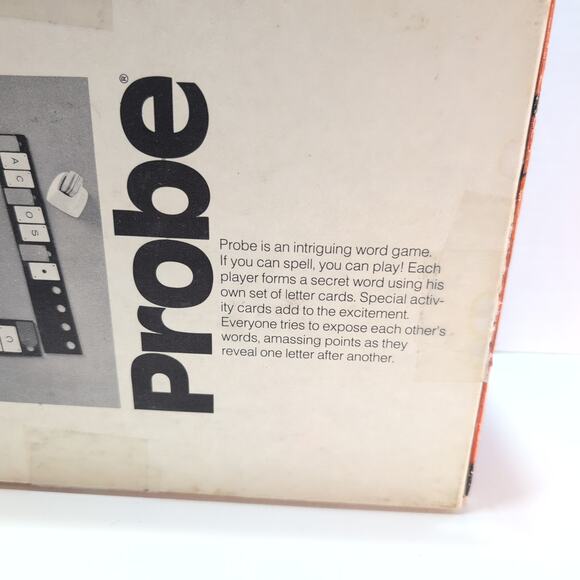 Probe®
Probe is an intriguing word game.
If you can spell, you can play! Each
player forms a secret word using his
own set of letter cards. Special activ-
ity cards add to the excitement.
Everyone tries to expose each other's
words, amassing points as they
reveal one letter after another.
A
C
O
S
•
C